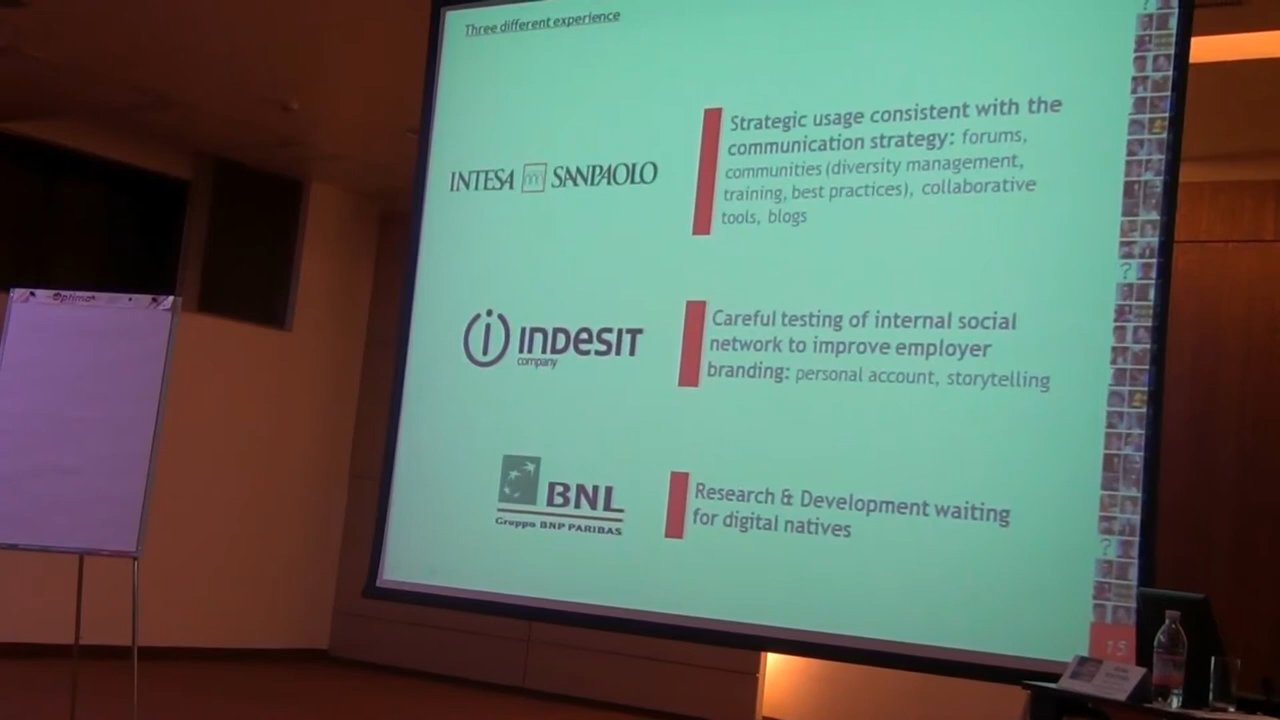 Three different experience
INTESA SANPAOLO
Strategic usage consistent with the
communication strategy: forums,
communities (diversity management,
training, best practices), collaborative
tools, blogs
INDESIT
company
Careful testing of internal social
network to improve employer
branding: personal account, storytelling
BNL
Gruppo BNP PARIBAS
Research & Development waiting
for digital natives
?
?
?
15
Optima